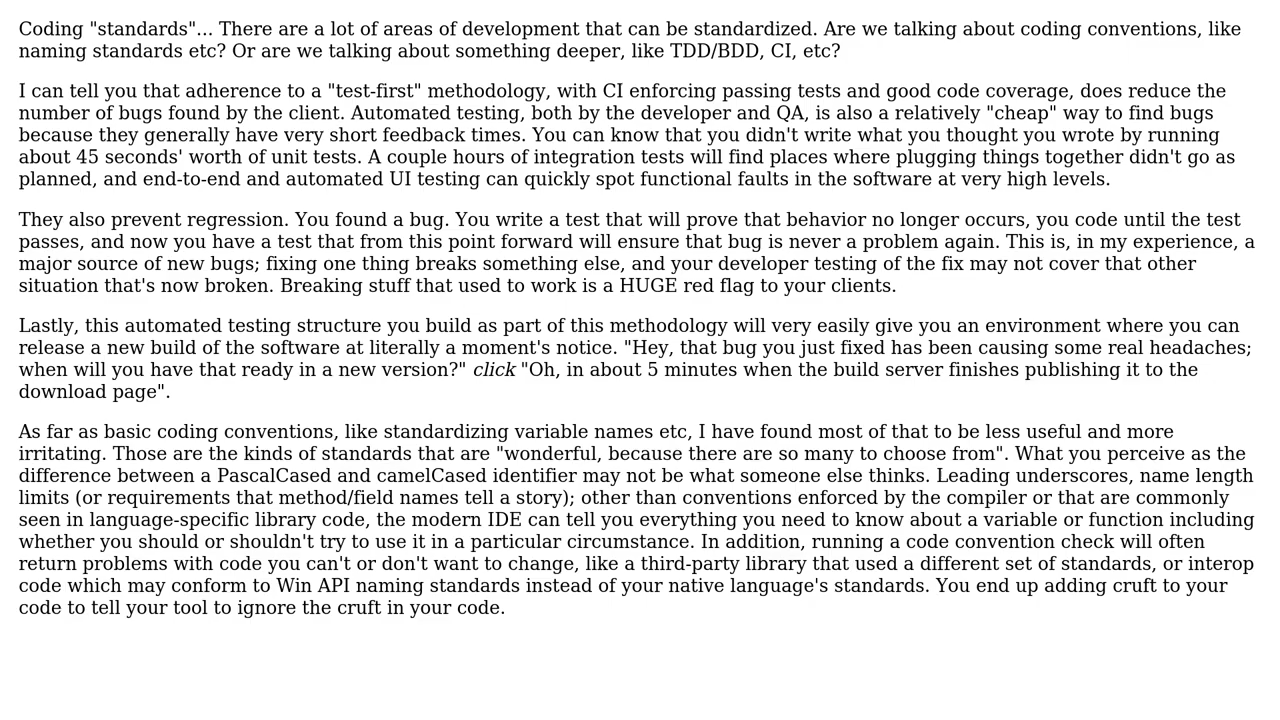 Coding "standards"... There are a lot of areas of development that can be standardized. Are we talking about coding conventions, like
naming standards etc? Or are we talking about something deeper, like TDD/BDD, CI, etc?
I can tell you that adherence to a "test-first" methodology, with CI enforcing passing tests and good code coverage, does reduce the
number of bugs found by the client. Automated testing, both by the developer and QA, is also a relatively "cheap" way to find bugs
because they generally have very short feedback times. You can know that you didn't write what you thought you wrote by running
about 45 seconds' worth of unit tests. A couple hours of integration tests will find places where plugging things together didn't go as
planned, and end-to-end and automated UI testing can quickly spot functional faults in the software at very high levels.
They also prevent regression. You found a bug. You write a test that will prove that behavior no longer occurs, you code until the test
passes, and now you have a test that from this point forward will ensure that bug is never a problem again. This is, in my experience, a
major source of new bugs; fixing one thing breaks something else, and your developer testing of the fix may not cover that other
situation that's now broken. Breaking stuff that used to work is a HUGE red flag to your clients.
Lastly, this automated testing structure you build as part of this methodology will very easily give you an environment where you can
release a new build of the software at literally a moment's notice. "Hey, that bug you just fixed has been causing some real headaches;
when will you have that ready in a new version?" click "Oh, in about 5 minutes when the build server finishes publishing it to the
download page".
As far as basic coding conventions, like standardizing variable names etc, I have found most of that to be less useful and more
irritating. Those are the kinds of standards that are "wonderful, because there are so many to choose from". What you perceive as the
difference between a PascalCased and camelCased identifier may not be what someone else thinks. Leading underscores, name length
limits (or requirements that method/field names tell a story); other than conventions enforced by the compiler or that are commonly
seen in language-specific library code, the modern IDE can tell you everything you need to know about a variable or function including
whether you should or shouldn't try to use it in a particular circumstance. In addition, running a code convention check will often
return problems with code you can't or don't want to change, like a third-party library that used a different set of standards, or interop
code which may conform to Win API naming standards instead of your native language's standards. You end up adding cruft to your
code to tell your tool to ignore the cruft in your code.